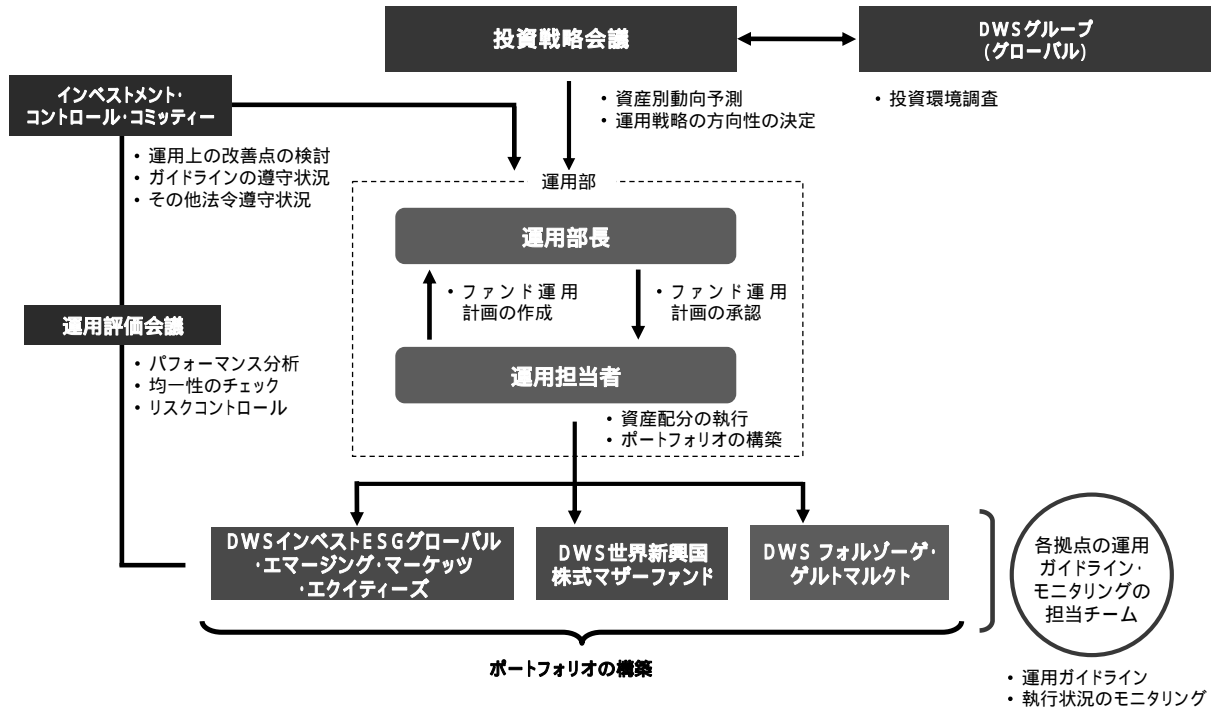 投資戦略会議
DWSグループ
(グローバル)
インベストメント・
コントロール・コミッティー
• 資産別動向予測
• 運用戦略の方向性の決定
• 投資環境調査
• 運用上の改善点の検討
• ガイドラインの遵守状況
• その他法令遵守状況
運用部
運用部長
• ファンド運用
計画の作成
• ファンド運用
計画の承認
運用評価会議
• パフォーマンス分析
• 均一性のチェック
• リスクコントロール
運用担当者
• 資産配分の執行
• ポートフォリオの構築
DWSインベストESGグローバル
・エマージング・マーケッツ
・エクイティーズ
DWS世界新興国
株式マザーファンド
DWS フォルゾーゲ・
ゲルトマルクト
各拠点の運用
ガイドライン・
モニタリングの
担当チーム
ポートフォリオの構築
• 運用ガイドライン
• 執行状況のモニタリング